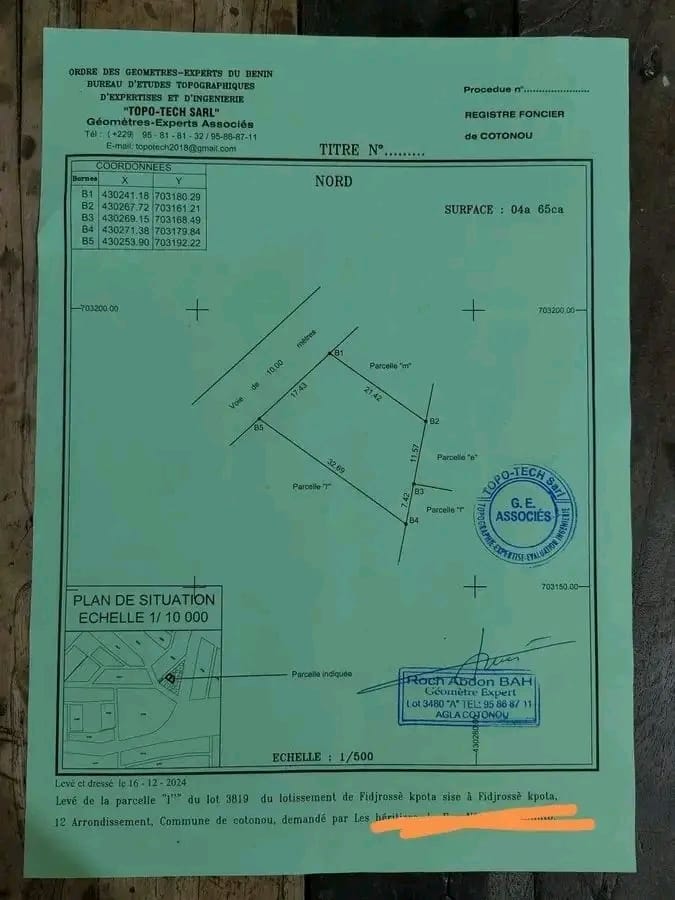 ORDRE DES GEOMETRES-EXPERTS DU BENIN
BUREAU D'ETUDES TOPOGRAPHIQUES
D'EXPERTISES ET D'INGENIERIE
"TOPO-TECH SARL"
Géomètres-Experts Associés
Tél : (+229) 95 - 81 - 81 - 32 / 95-86-87-11
E-mail: topotech2018@gmail.com
Procedue n°......................
REGISTRE FONCIER
de COTONOU
TITRE N°.........
COORDONNEES
Bornes X Y
B1 430241.18 703180.29
B2 430267.72 703161.21
B3 430269.15 703168.49
B4 430271.38 703179.84
B5 430253.90 703192.22
NORD
SURFACE : 04a 65ca
703200.00
703200.00
Voie de 10.00 mètres
B1
17.43
Parcelle "m"
21.42
B2
B5
11.57
Parcelle "e"
32.69
B3
Parcelle "l"
7.42
Parcelle "f"
B4
TOPO-TECH Sarl
G. E.
ASSOCIÉS
TOPOGRAPHIE-EXPERTISE-EVALUATION INGENIERIE
703150.00
PLAN DE SITUATION
ECHELLE 1/ 10 000
Parcelle indiquée
Roch Abdon BAH
Géomètre Expert
Lot 3480 "A" TEL: 95 86 87 11
AGLA COTONOU
ECHELLE : 1/500
Levé et dressé le 16 - 12 - 2024
Levé de la parcelle "l"" du lot 3819 du lotissement de Fidjrossè kpota sise à Fidjrossè kpota,
12 Arrondissement, Commune de cotonou, demandé par Les